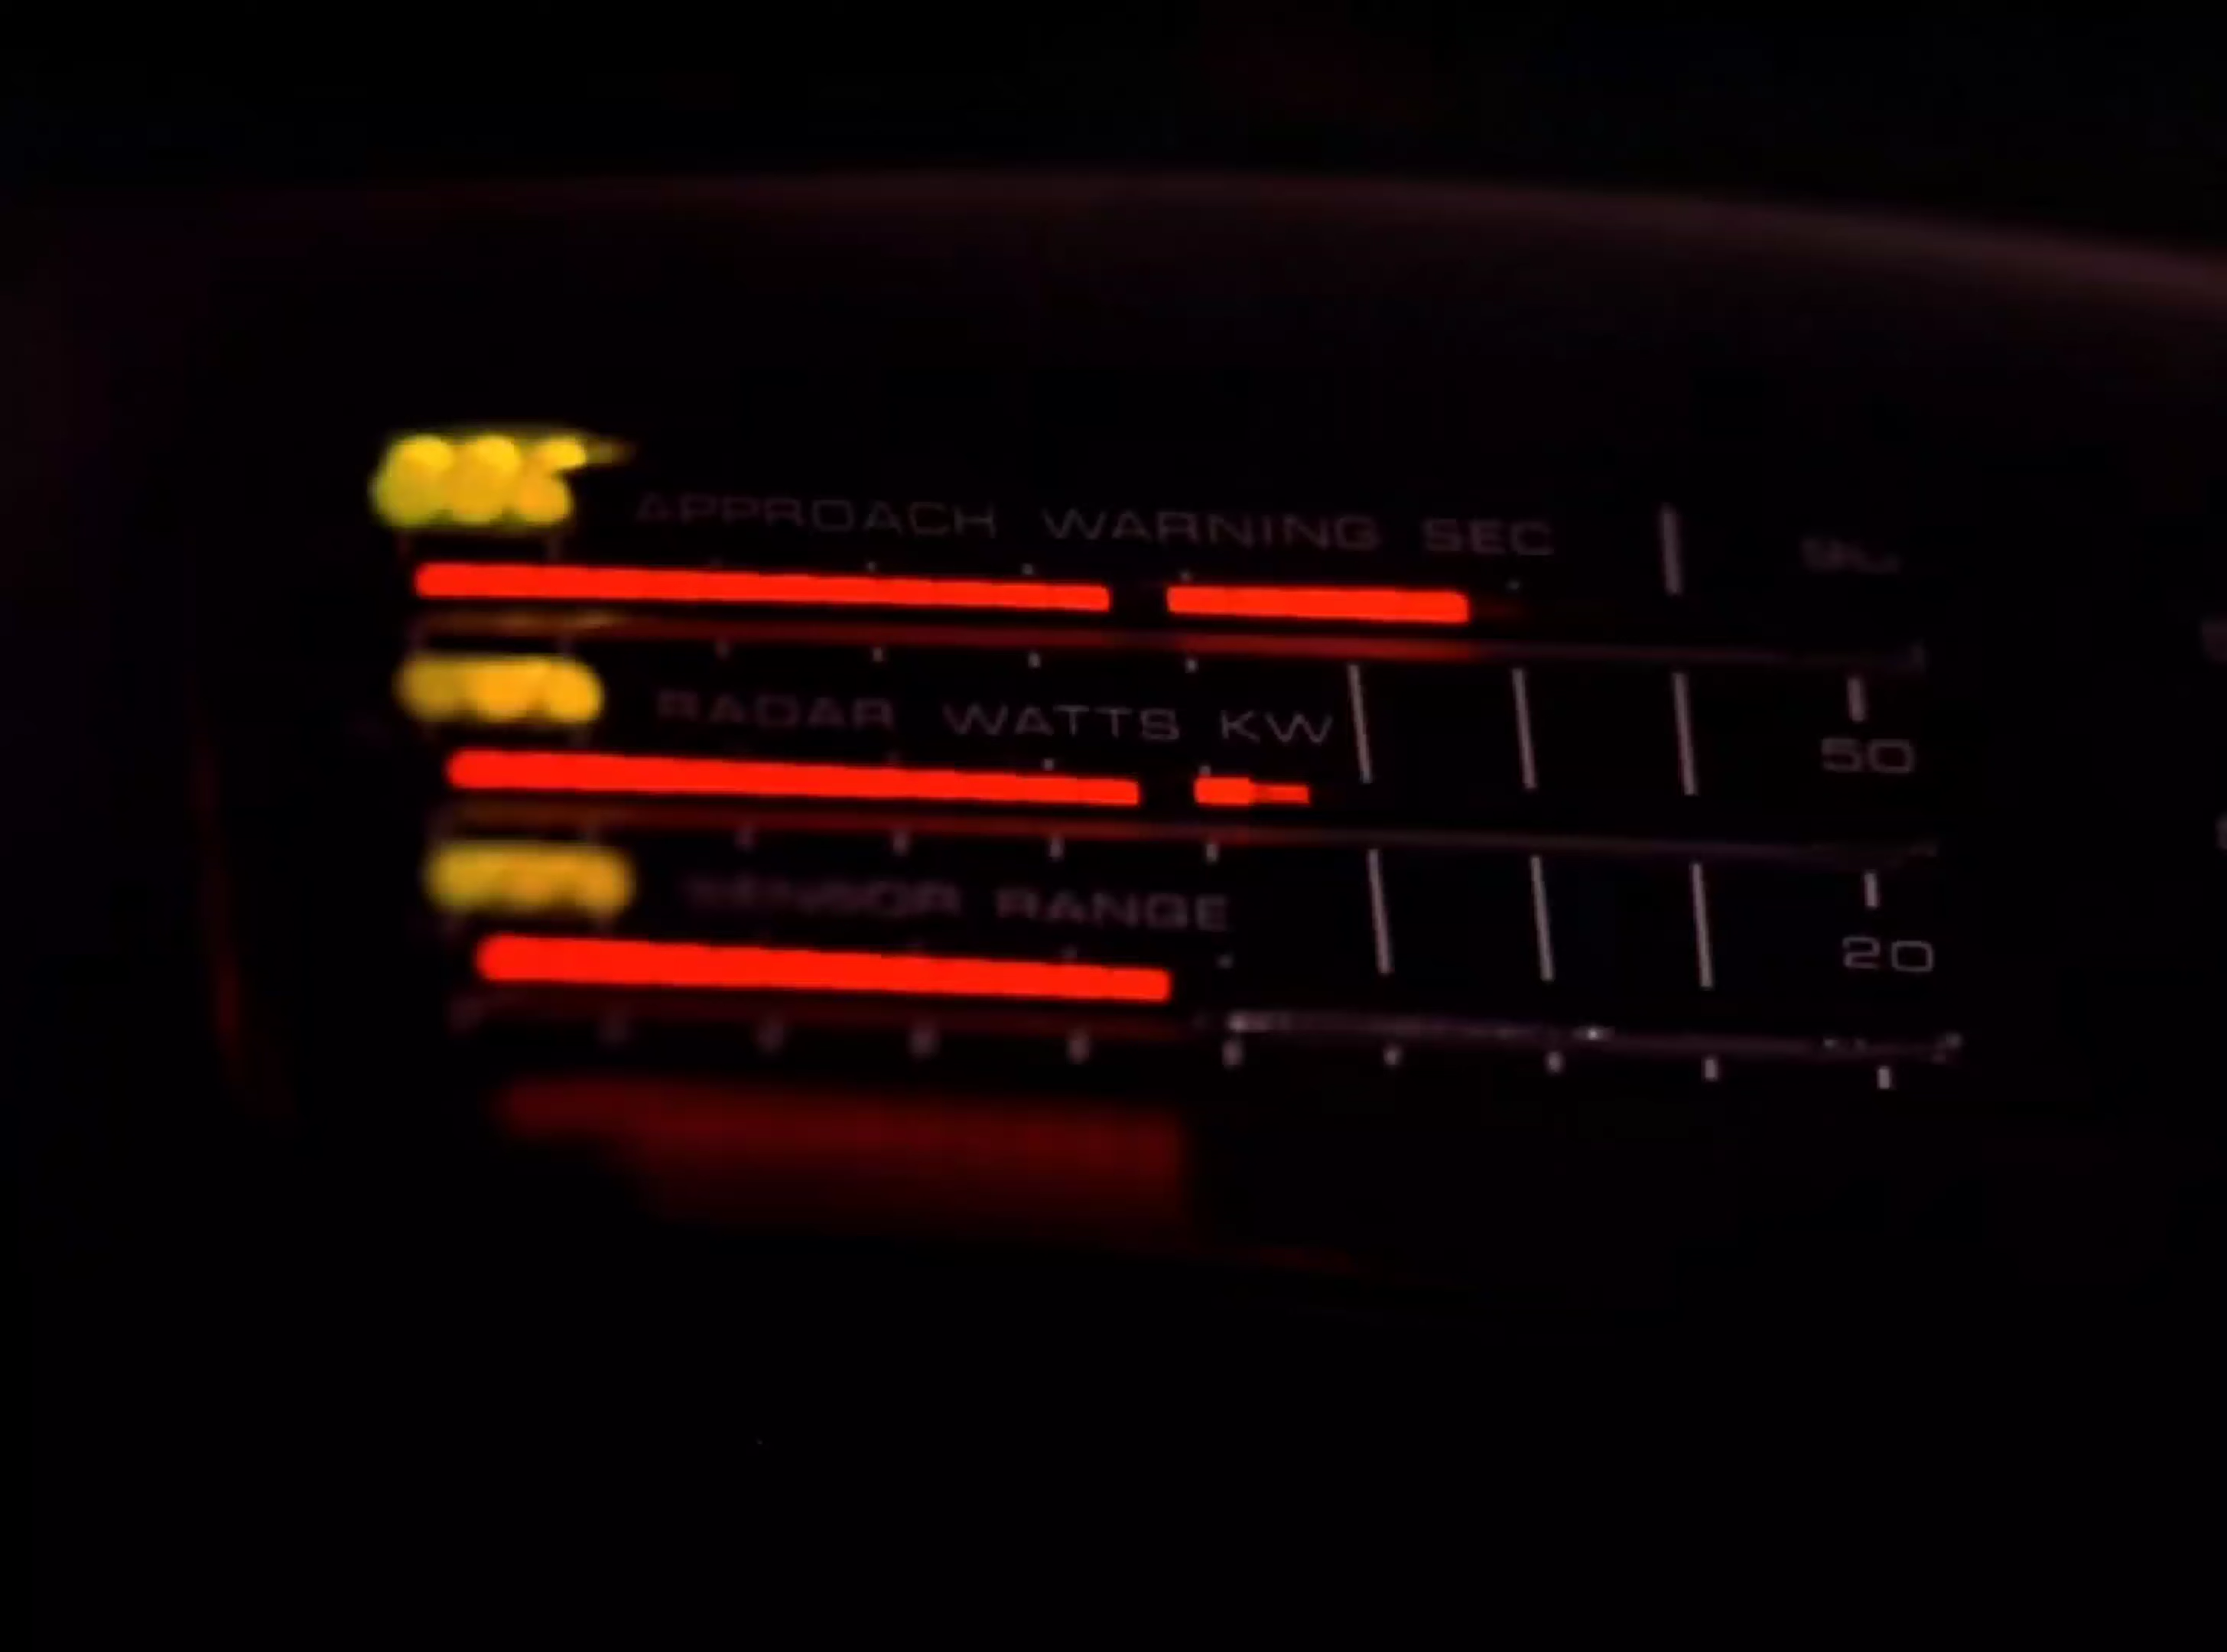 APPROACH WARNING SEC
RADAR WATTS KW
50
SENSOR RANGE
20